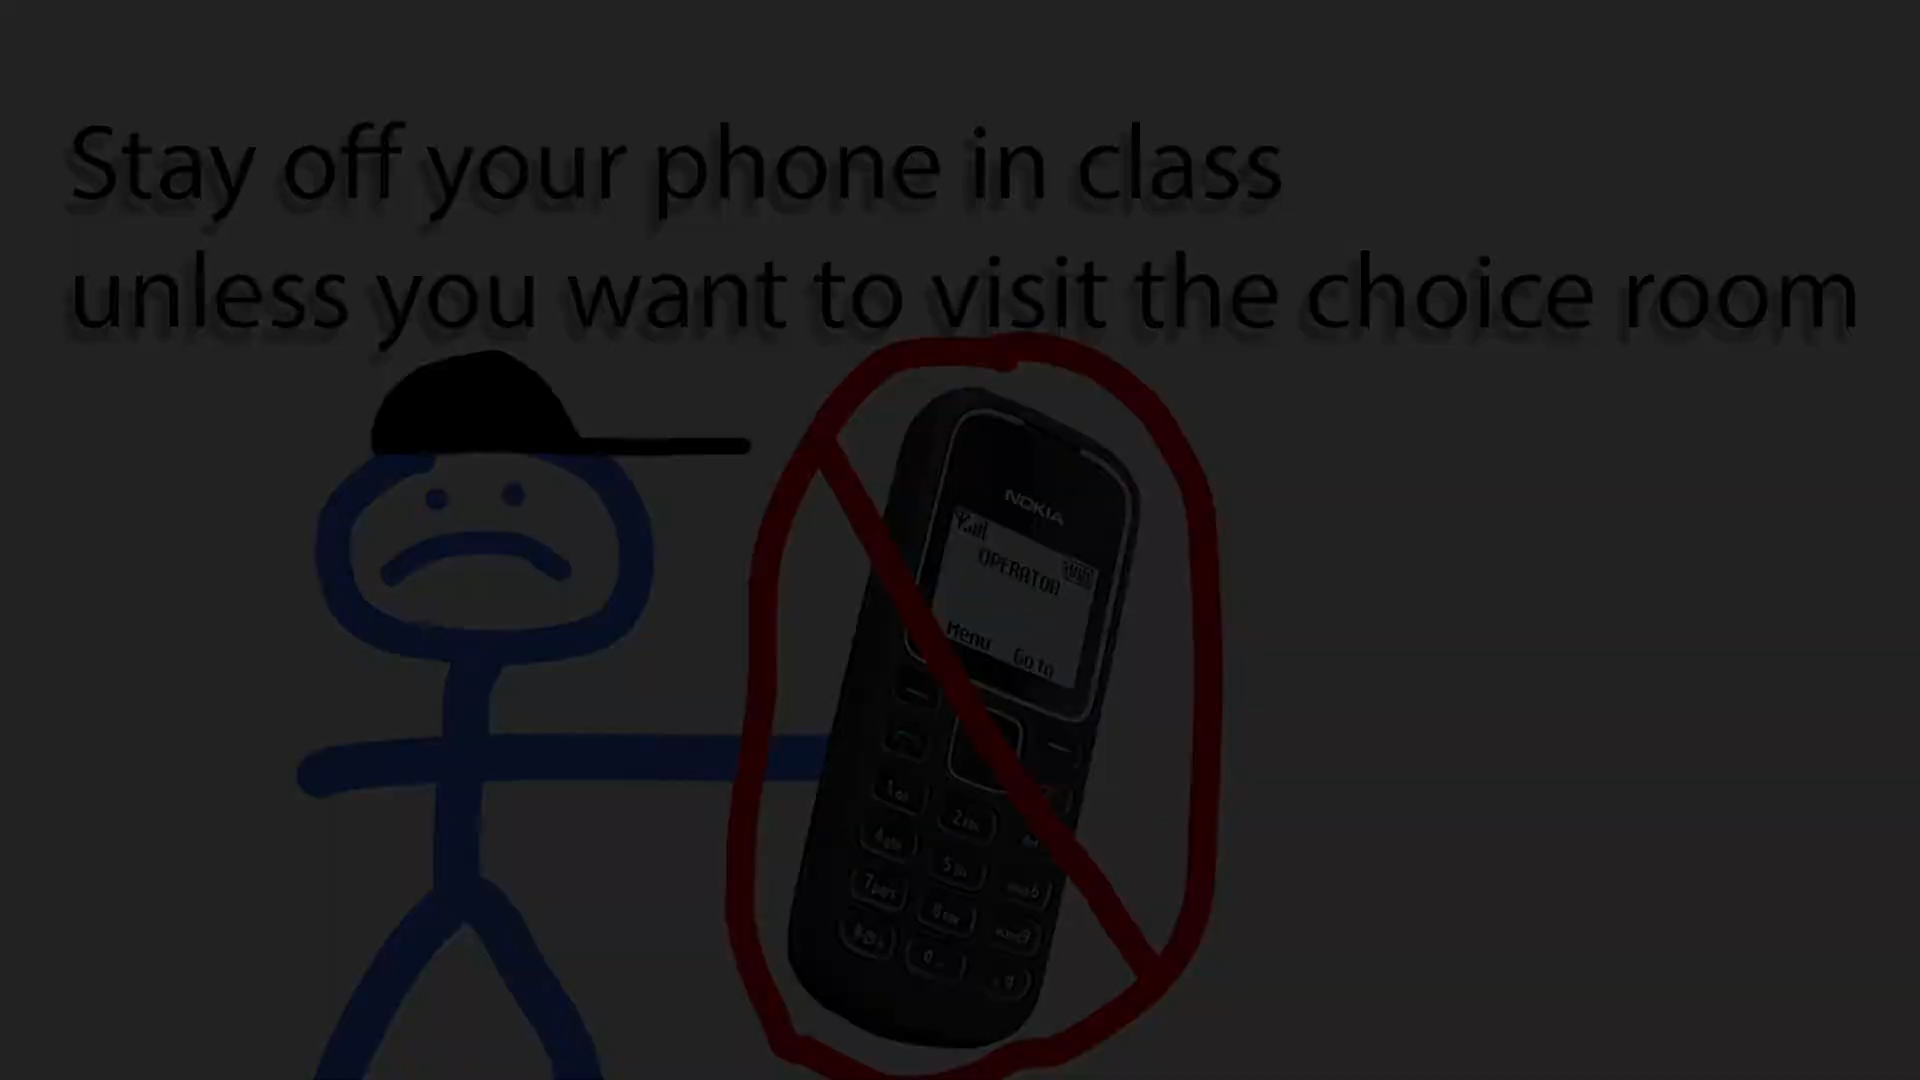 Stay off your phone in class
unless you want to visit the choice room
NOKIA
OPERATOR
Menu Go to